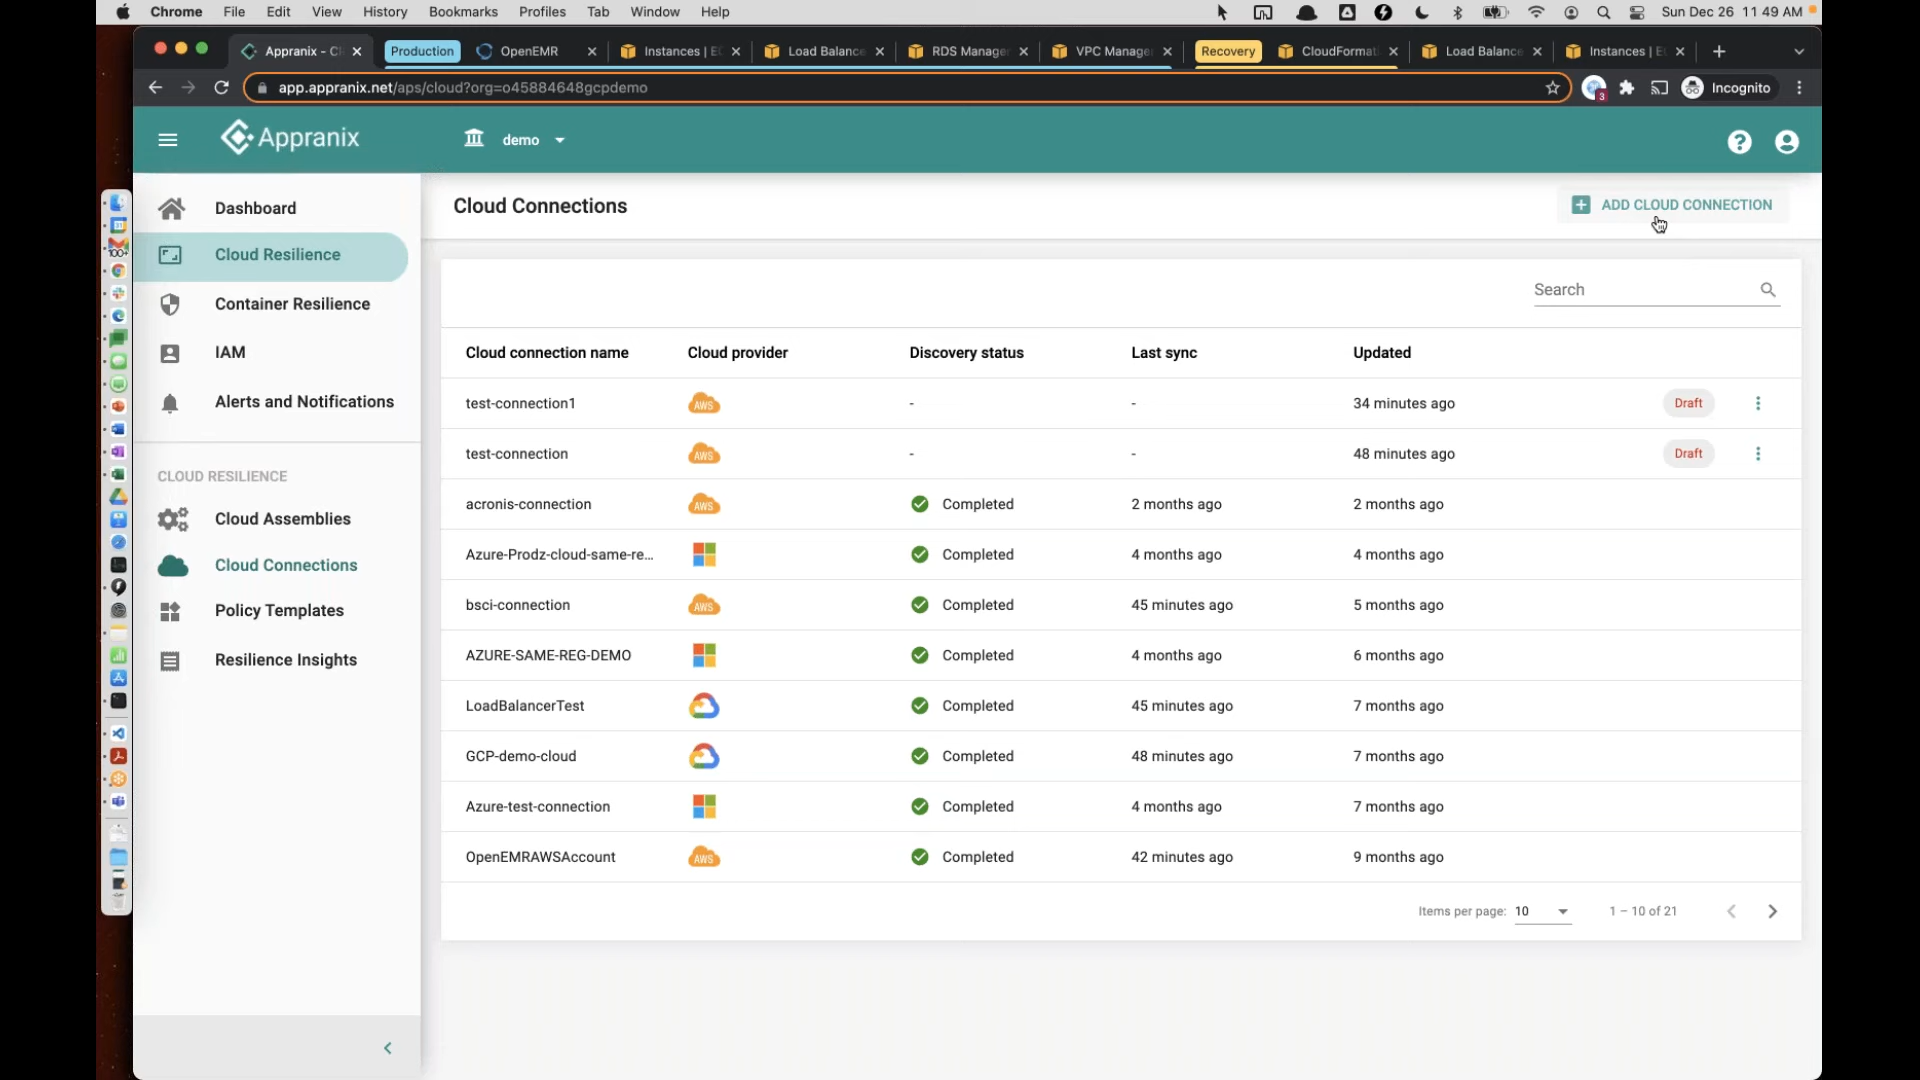 Chrome File Edit View History Bookmarks Profiles Tab Window Help Sun Dec 26 11:49 AM
Appranix - C Production OpenEMR Instances | EC Load Balance RDS Manager VPC Manage Recovery CloudFormat Load Balance Instances | E
app.appranix.net/aps/cloud?org=o45884648gcpdemo 3 Incognito
Appranix demo
Dashboard
Cloud Resilience
Container Resilience
IAM
Alerts and Notifications
CLOUD RESILIENCE
Cloud Assemblies
Cloud Connections
Policy Templates
Resilience Insights
100+
Cloud Connections ADD CLOUD CONNECTION
Search
Cloud connection name Cloud provider Discovery status Last sync Updated
test-connection1 AWS - - 34 minutes ago Draft
test-connection AWS - - 48 minutes ago Draft
acronis-connection AWS Completed 2 months ago 2 months ago
Azure-Prodz-cloud-same-re... Completed 4 months ago 4 months ago
bsci-connection AWS Completed 45 minutes ago 5 months ago
AZURE-SAME-REG-DEMO Completed 4 months ago 6 months ago
LoadBalancerTest Completed 45 minutes ago 7 months ago
GCP-demo-cloud Completed 48 minutes ago 7 months ago
Azure-test-connection Completed 4 months ago 7 months ago
OpenEMRAWSAccount AWS Completed 42 minutes ago 9 months ago
Items per page: 10 1 – 10 of 21